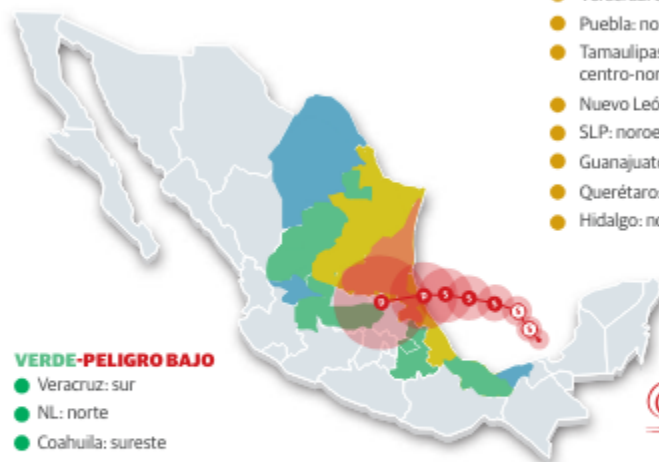 Puebla: no
Tamaulipas
centro-nor
Nuevo Leó
SLP: noroe
Guanajuat
Querétaro
Hidalgo: n
VERDE-PELIGRO BAJO
Veracruz: sur
NL: norte
Coahuila: sureste